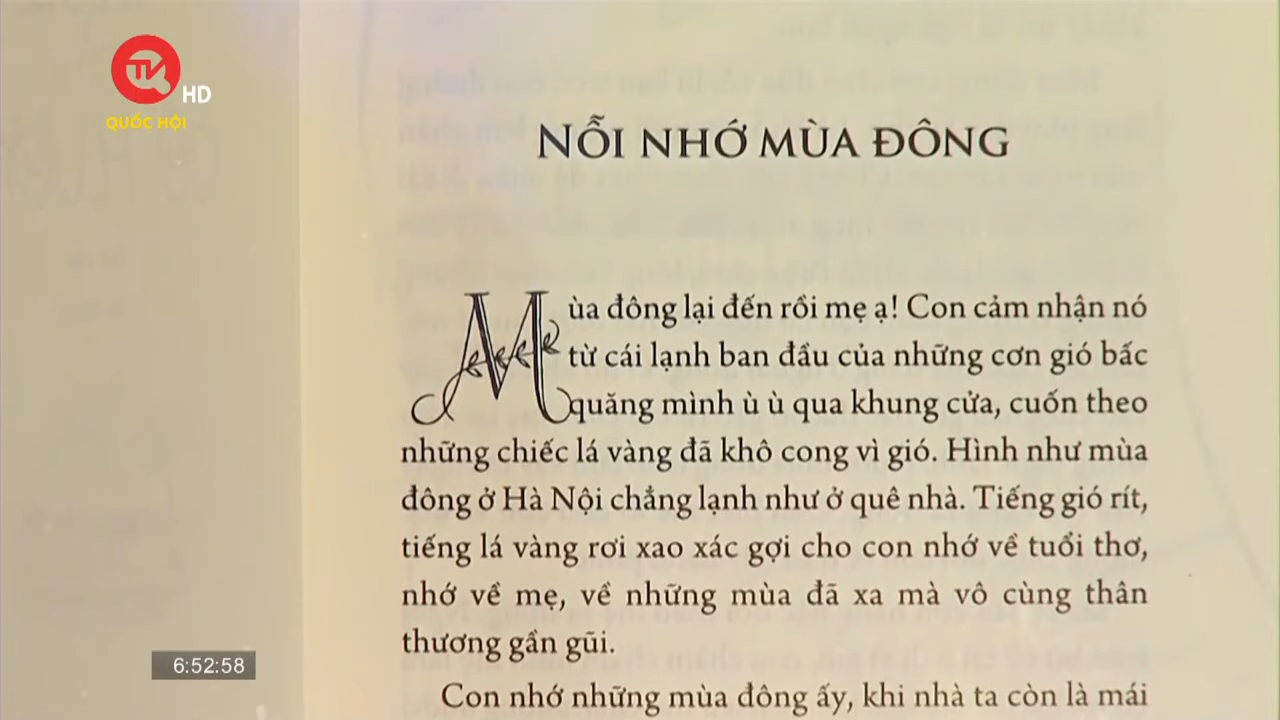 TV HD
QUỐC HỘI
NỖI NHỚ MÙA ĐÔNG
Mùa đông lại đến rồi mẹ ạ! Con cảm nhận nó
từ cái lạnh ban đầu của những cơn gió bấc
quăng mình ù ù qua khung cửa, cuốn theo
những chiếc lá vàng đã khô cong vì gió. Hình như mùa
đông ở Hà Nội chẳng lạnh như ở quê nhà. Tiếng gió rít,
tiếng lá vàng rơi xao xác gợi cho con nhớ về tuổi thơ,
nhớ về mẹ, về những mùa đã xa mà vô cùng thân
thương gần gũi.
Con nhớ những mùa đông ấy, khi nhà ta còn là mái
6:52:58